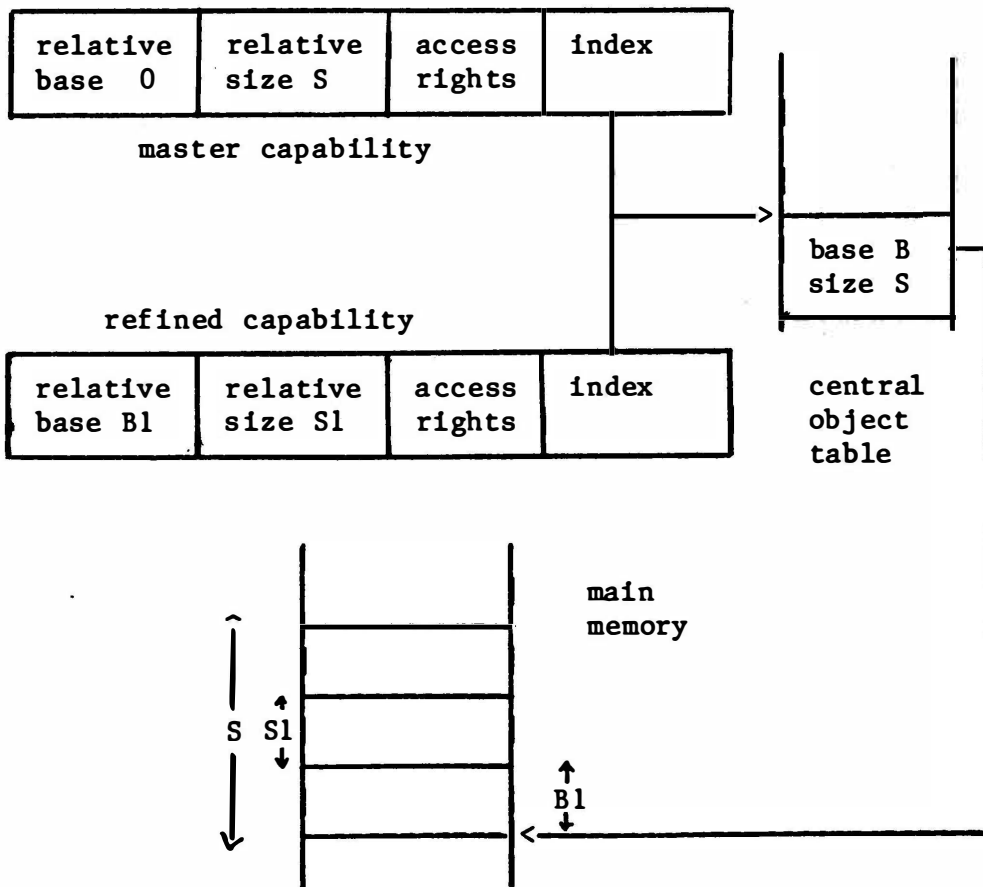 relative relative access index
base 0 size S rights
master capability
base B
size S
refined capability
relative relative access index
base B1 size S1 rights
central
object
table
main
memory
S S1
B1